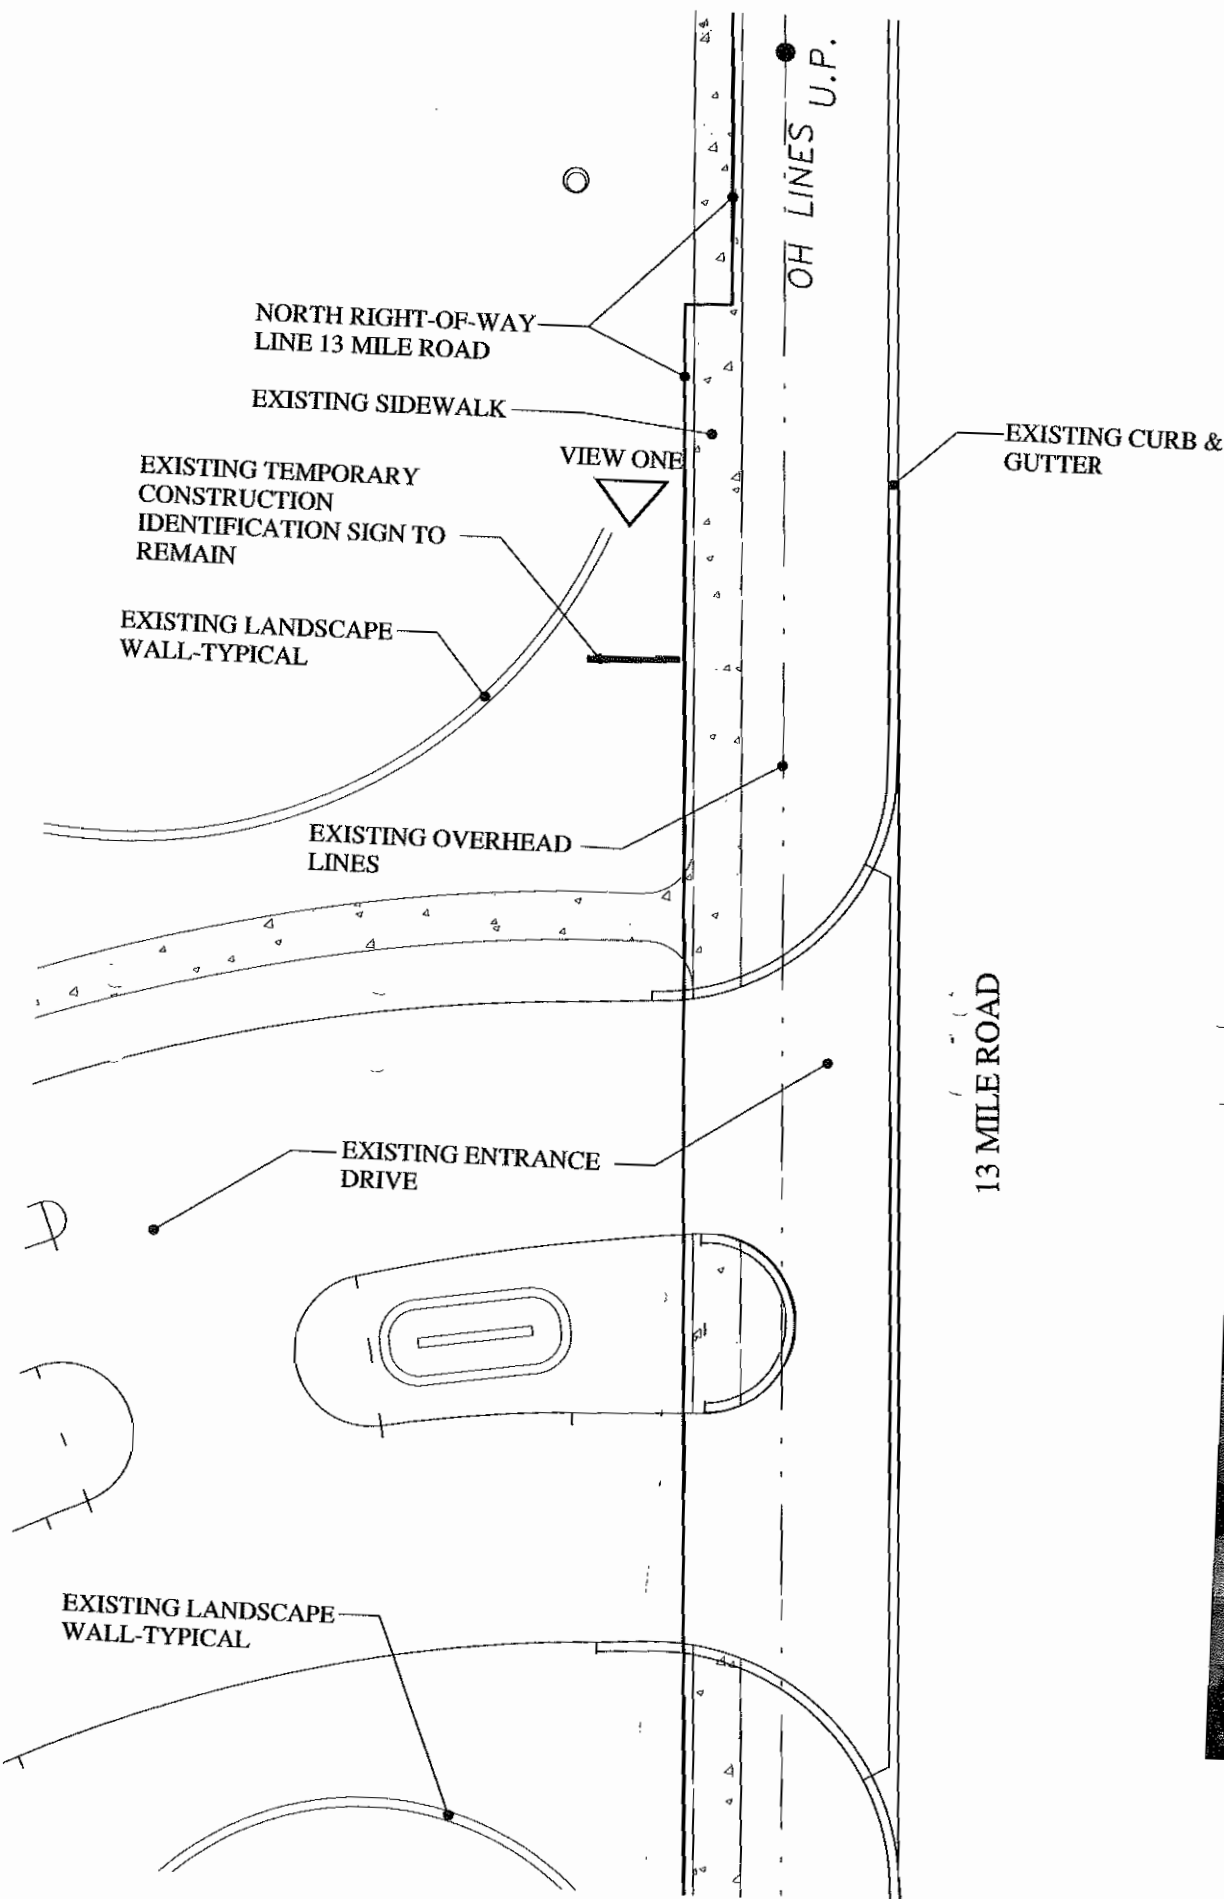 OH LINES U.P.
NORTH RIGHT-OF-WAY
LINE 13 MILE ROAD
EXISTING SIDEWALK
VIEW ONE
EXISTING CURB &
GUTTER
EXISTING TEMPORARY
CONSTRUCTION
IDENTIFICATION SIGN TO
REMAIN
EXISTING LANDSCAPE
WALL-TYPICAL
EXISTING OVERHEAD
LINES
13 MILE ROAD
EXISTING ENTRANCE
DRIVE
EXISTING LANDSCAPE
WALL-TYPICAL